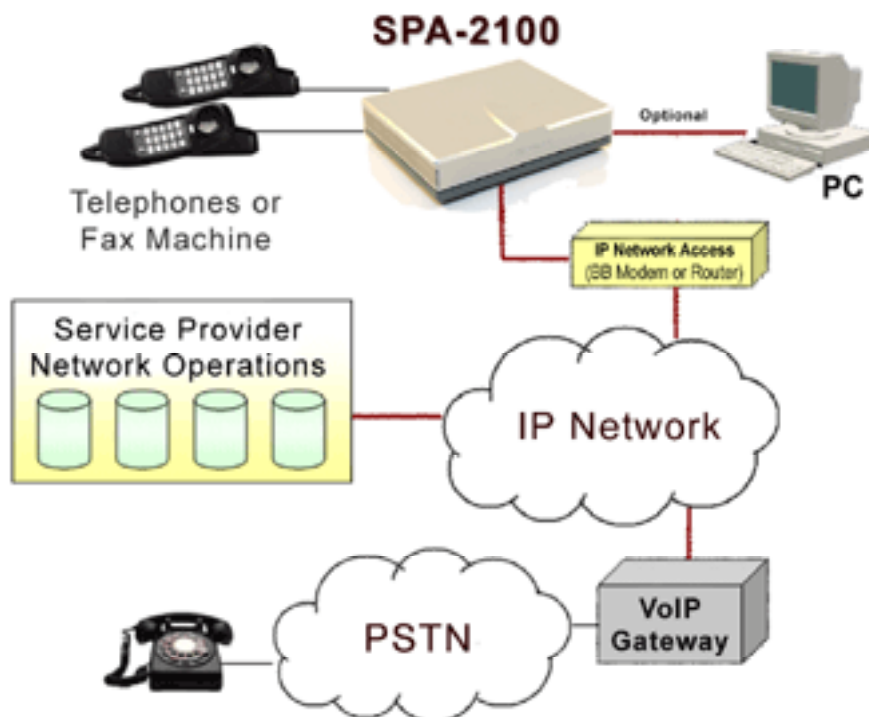 SPA-2100
Optional
PC
Telephones or
Fax Machine
IP Network Access
(BB Modem or Router)
Service Provider
Network Operations
IP Network
VoIP
Gateway
PSTN